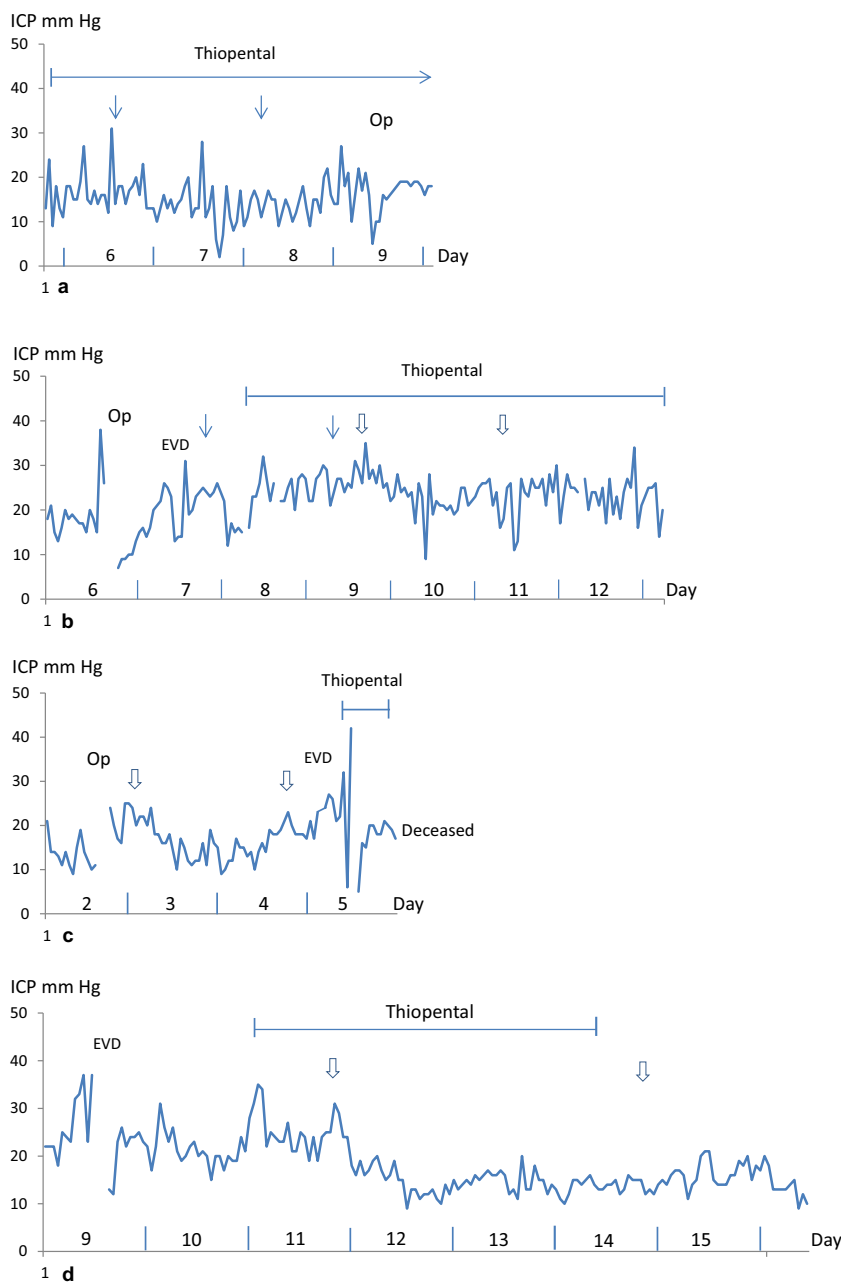 ICP mm Hg
50
Thiopental
40
30
Op
20
10
0
6 7 8 9 Day
1 a
ICP mm Hg
50
Thiopental
40
Op
EVD
30
20
10
0
6 7 8 9 10 11 12 Day
1 b
ICP mm Hg
Thiopental
50
40
Op EVD
30
20
Deceased
10
0
2 3 4 5 Day
1 c
ICP mm Hg
50
Thiopental
EVD
40
30
20
10
0
9 10 11 12 13 14 15 Day
1 d